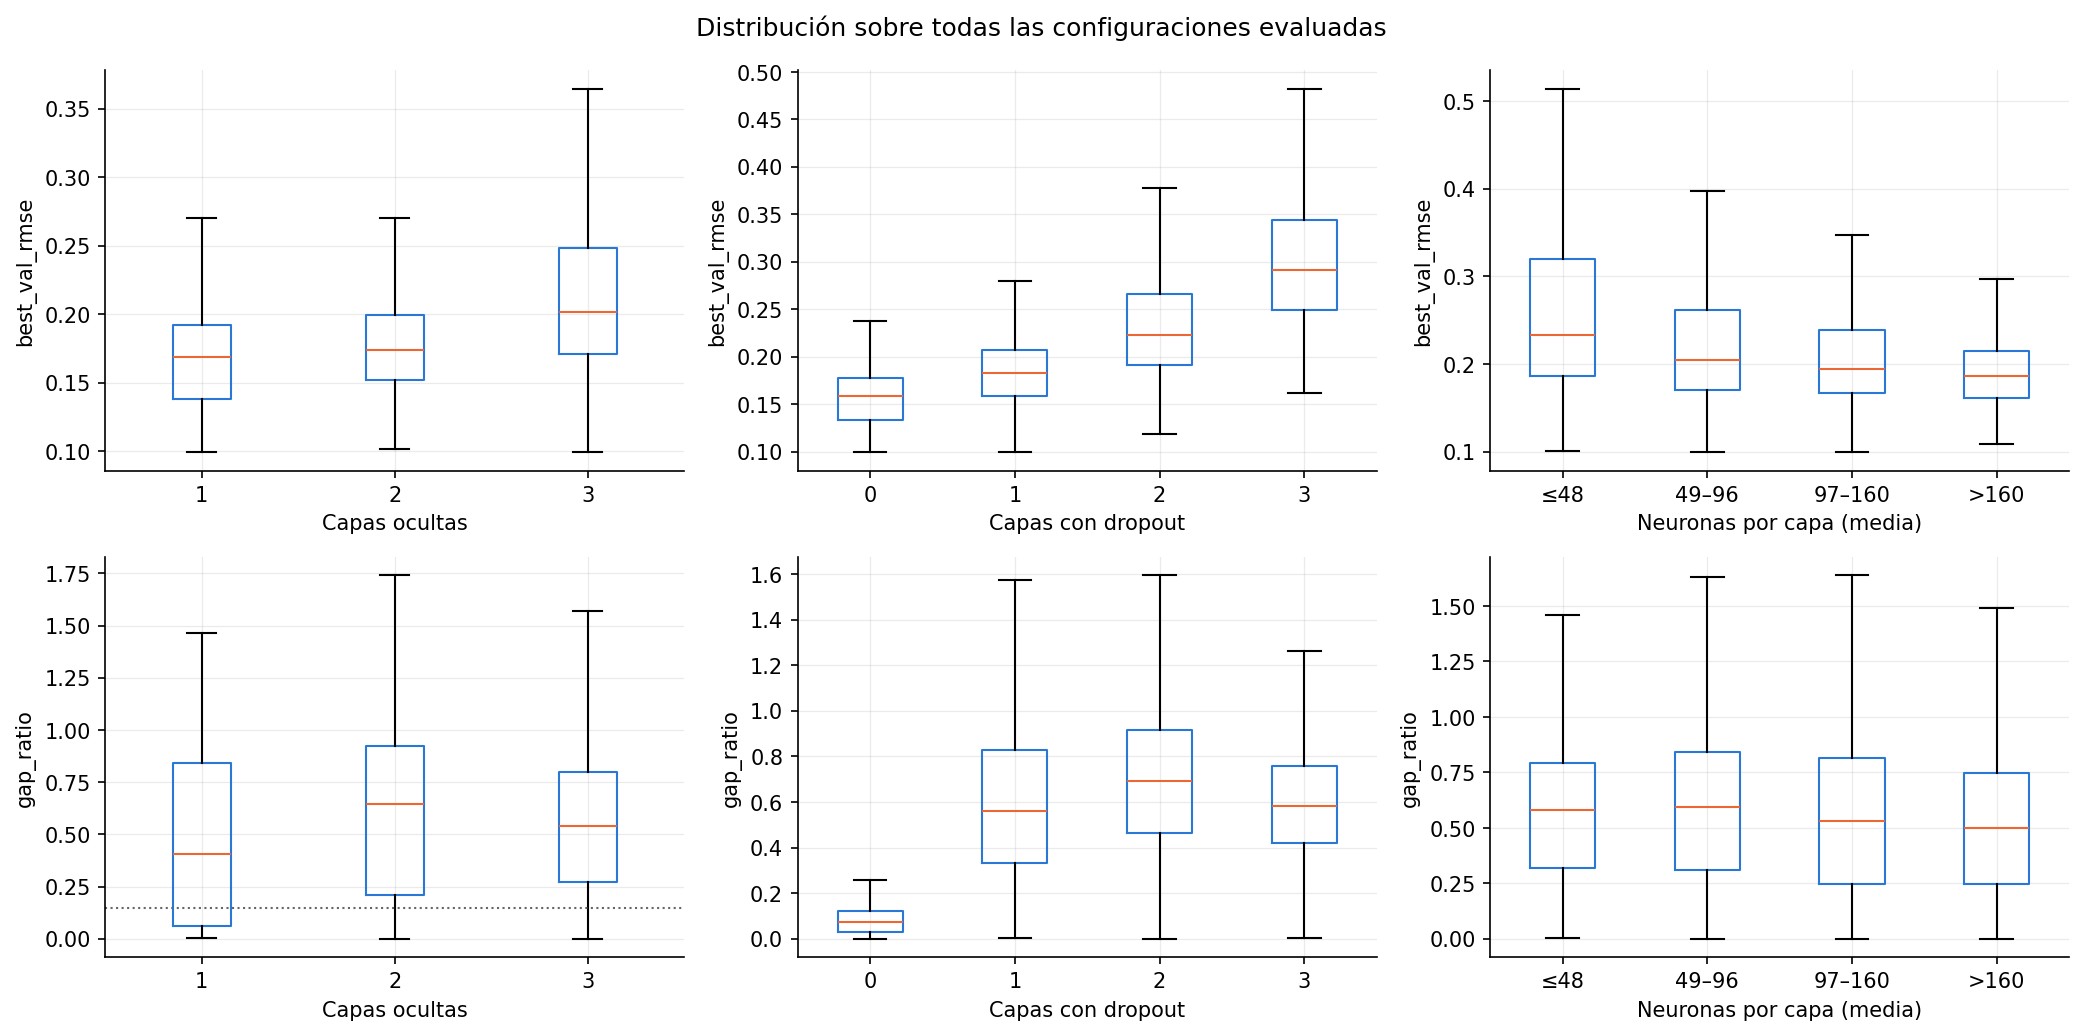 Distribución sobre todas las configuraciones evaluadas
best_val_rmse
0.35
0.30
0.25
0.20
0.15
0.10
1 2 3
Capas ocultas
best_val_rmse
0.50
0.45
0.40
0.35
0.30
0.25
0.20
0.15
0.10
0 1 2 3
Capas con dropout
best_val_rmse
0.5
0.4
0.3
0.2
0.1
≤48 49–96 97–160 >160
Neuronas por capa (media)
gap_ratio
1.75
1.50
1.25
1.00
0.75
0.50
0.25
0.00
1 2 3
Capas ocultas
gap_ratio
1.6
1.4
1.2
1.0
0.8
0.6
0.4
0.2
0.0
0 1 2 3
Capas con dropout
gap_ratio
1.50
1.25
1.00
0.75
0.50
0.25
0.00
≤48 49–96 97–160 >160
Neuronas por capa (media)